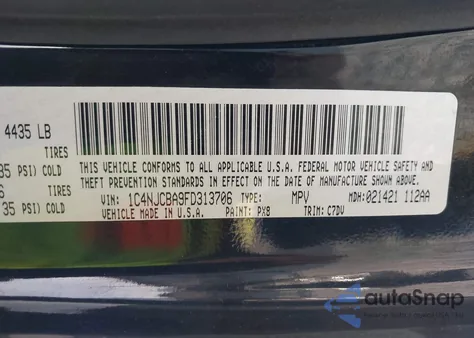 4435 LB
TIRES
35 PSI) COLD
TIRES
35 PSI) COLD
THIS VEHICLE CONFORMS TO ALL APPLICABLE U.S.A. FEDERAL MOTOR VEHICLE SAFETY AND
THEFT PREVENTION STANDARDS IN EFFECT ON THE DATE OF MANUFACTURE SHOWN ABOVE.
VIN: 1C4NJCBA9FD313706 TYPE: MPV MDH: 021421 112AA
VEHICLE MADE IN U.S.A. PAINT: PX8 TRIM: C7DV
autoSnap